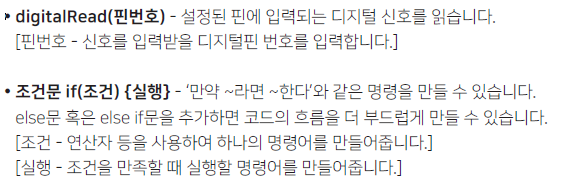 • digitalRead(핀번호) - 설정된 핀에 입력되는 디지털 신호를 읽습니다.
[핀번호 - 신호를 입력받을 디지털핀 번호를 입력합니다.]
• 조건문 if(조건) {실행} - ‘만약 ~라면 ~한다’와 같은 명령을 만들 수 있습니다.
else문 혹은 else if문을 추가하면 코드의 흐름을 더 부드럽게 만들 수 있습니다.
[조건 - 연산자 등을 사용하여 하나의 명령어를 만들어줍니다.]
[실행 - 조건을 만족할 때 실행할 명령어를 만들어줍니다.]